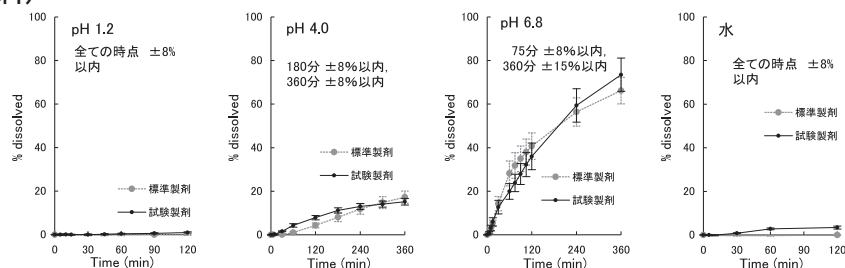 pH 1.2
全ての時点 ±8%
以内
% dissolved
100
80
60
40
20
0
標準製剤
試験製剤
0 30 60 90 120
Time (min)
pH 4.0
180分 ±8%以内,
360分 ±8%以内
% dissolved
100
80
60
40
20
0
標準製剤
試験製剤
0 120 240 360
Time (min)
pH 6.8
75分 ±8%以内,
360分 ±15%以内
% dissolved
100
80
60
40
20
0
標準製剤
試験製剤
0 120 240 360
Time (min)
水
全ての時点 ±8%
以内
% dissolved
100
80
60
40
20
0
標準製剤
試験製剤
0 30 60 90 120
Time (min)